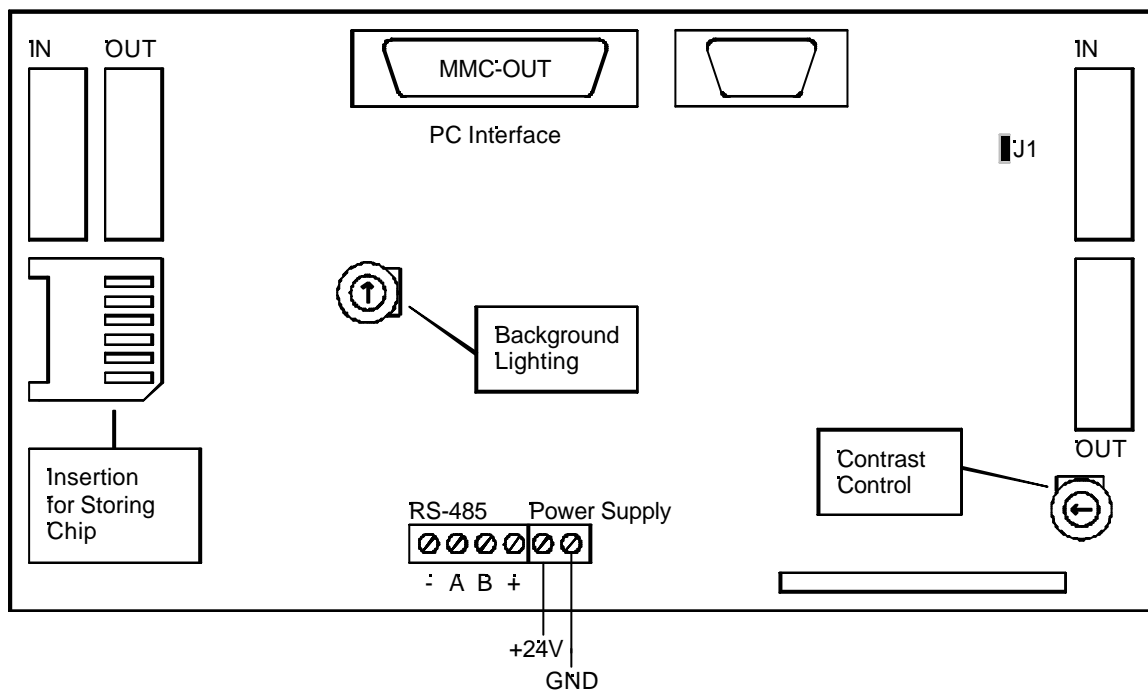 IN OUT
MMC-OUT
IN
PC Interface
J1
Background
Lighting
Insertion
for Storing
Chip
Contrast
Control
OUT
RS-485 Power Supply
- A B +
+24V
GND